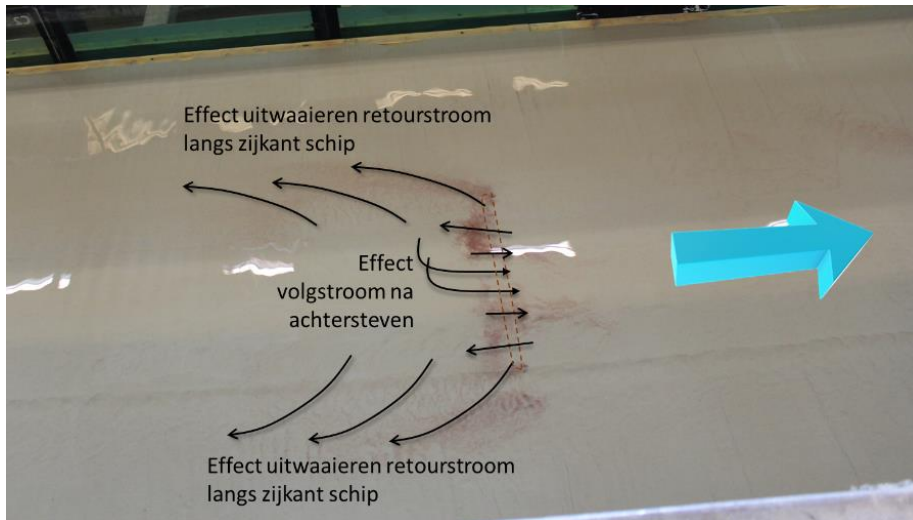 Effect uitwaaieren retourstroom
langs zijkant schip
Effect
volgstroom na
achtersteven
Effect uitwaaieren retourstroom
langs zijkant schip